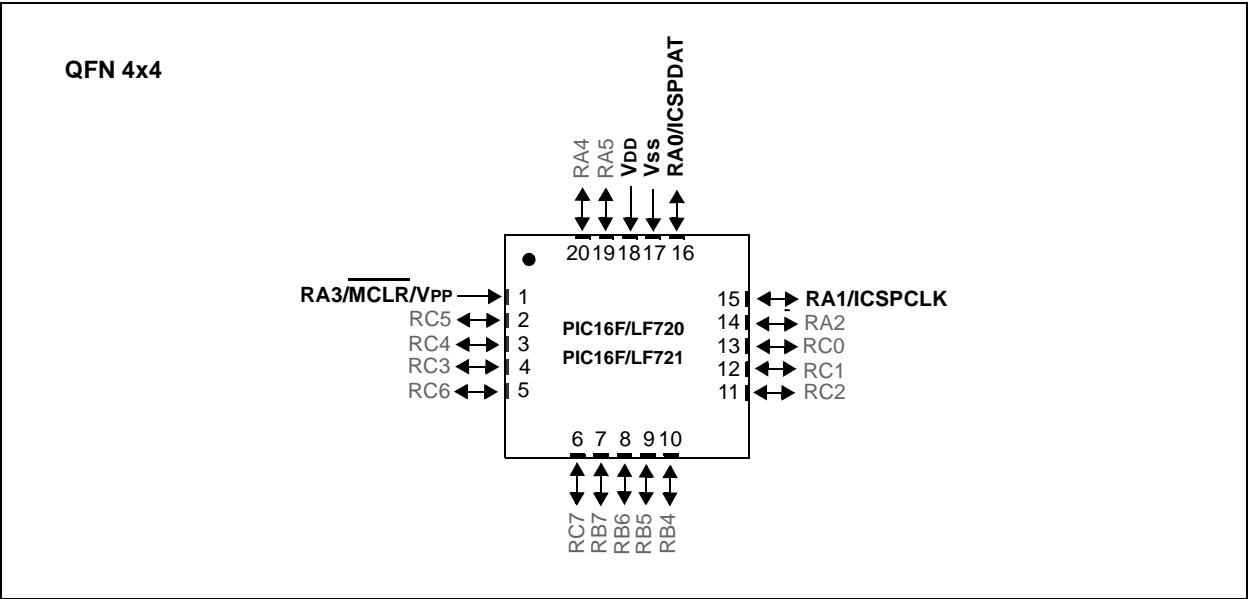 QFN 4x4
RA4
RA5
VDD
VSS
RA0/ICSPDAT
20 19 18 17 16
RA3/MCLR/VPP 1
RC5 2
RC4 3
RC3 4
RC6 5
PIC16F/LF720
PIC16F/LF721
15 RA1/ICSPCLK
14 RA2
13 RC0
12 RC1
11 RC2
6 7 8 9 10
RC7
RB7
RB6
RB5
RB4